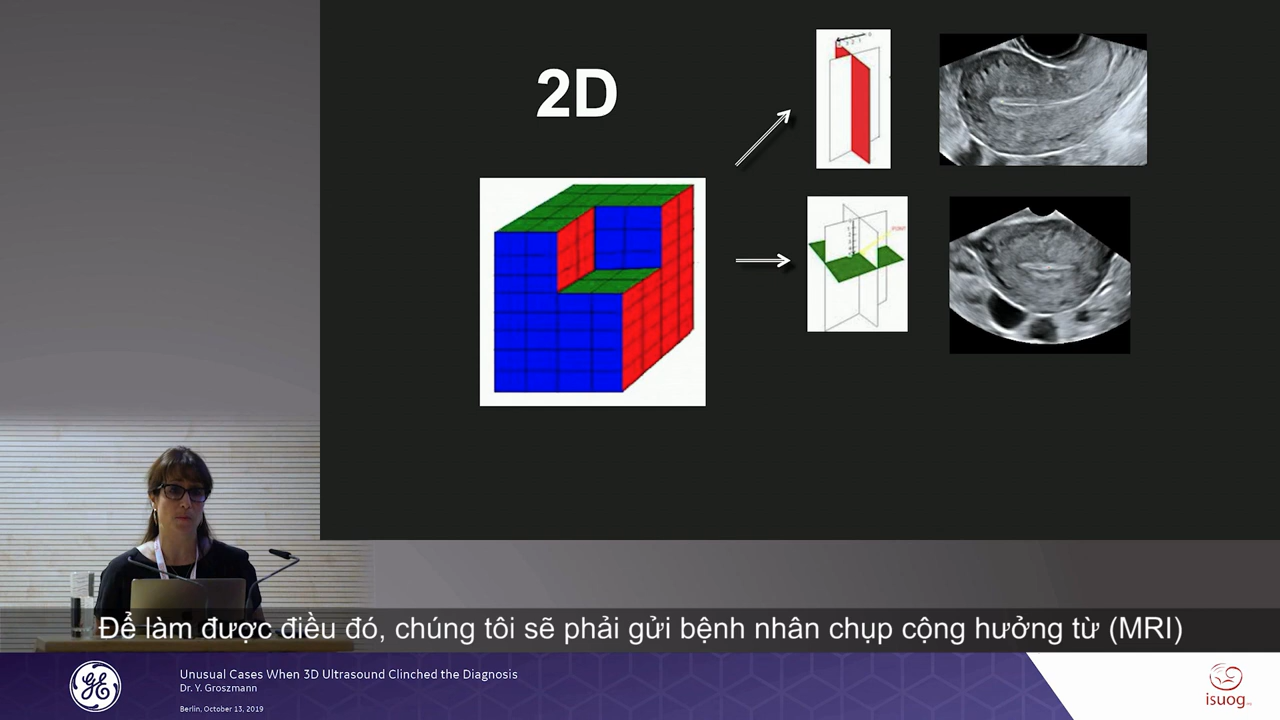 2D
Để làm được điều đó, chúng tôi sẽ phải gửi bệnh nhân chụp cộng hưởng từ (MRI)
Unusual Cases When 3D Ultrasound Clinched the Diagnosis
Dr. Y. Groszmann
Berlin, October 13, 2019
isuog